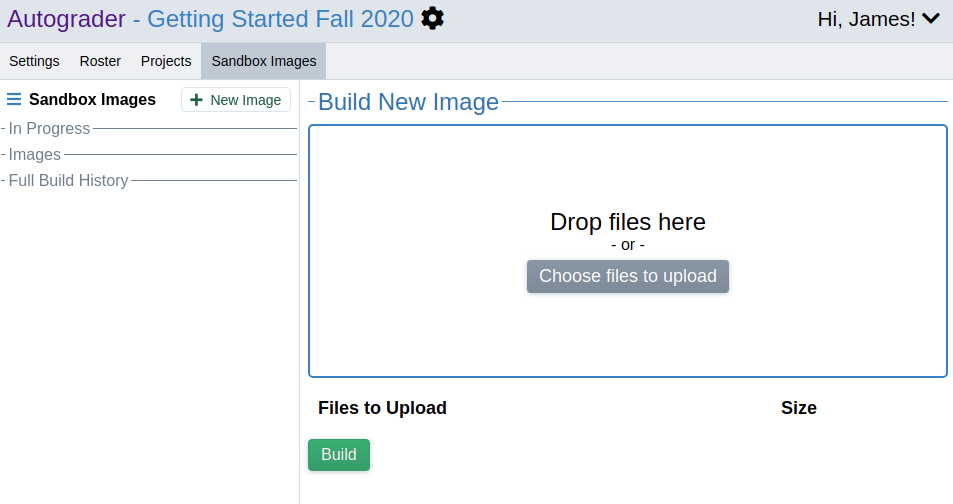 Autograder - Getting Started Fall 2020
Hi, James!
Settings Roster Projects Sandbox Images
Sandbox Images
New Image
In Progress
Images
Full Build History
Build New Image
Drop files here
- or -
Choose files to upload
Files to Upload Size
Build